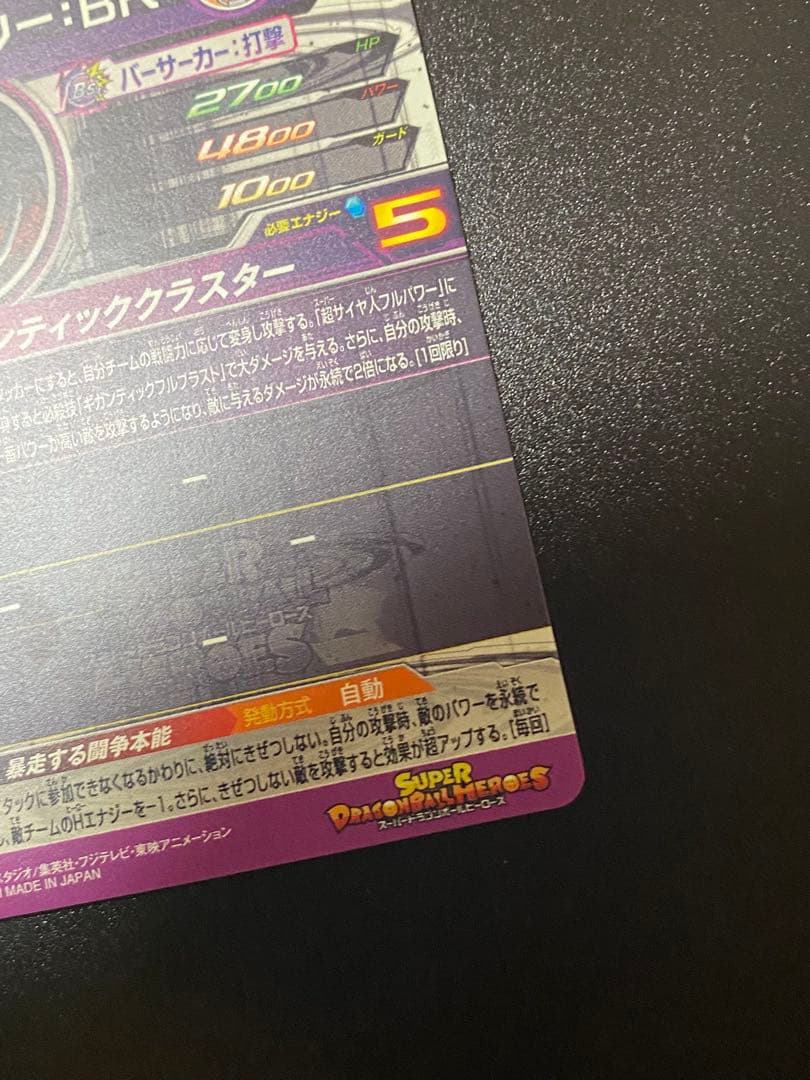 ー:BR
Bs バーサーカー:打撃
HP
2700
パワー
4800
ガード
1000
必要エナジー 5
ンティッククラスター
タッカーにすると、自分チームの戦闘力に応じて変身し攻撃する。「超サイヤ人フルパワー」に
身すると必殺技「ギガンティックフルブラスト」で大ダメージを与える。さらに、自分の攻撃時、
番パワーが高い敵を攻撃するようになり、敵に与えるダメージが永続で2倍になる。[1回限り]
暴走する闘争本能 発動方式 自動
タックに参加できなくなるかわりに、絶対にきぜつしない。自分の攻撃時、敵のパワーを永続で
し、敵チームのHエナジーを-1。さらに、きぜつしない敵を攻撃すると効果が超アップする。[毎回]
SUPER
DRAGONBALL HEROES
スーパードラゴンボールヒーローズ
スタジオ/集英社・フジテレビ・東映アニメーション
MADE IN JAPAN